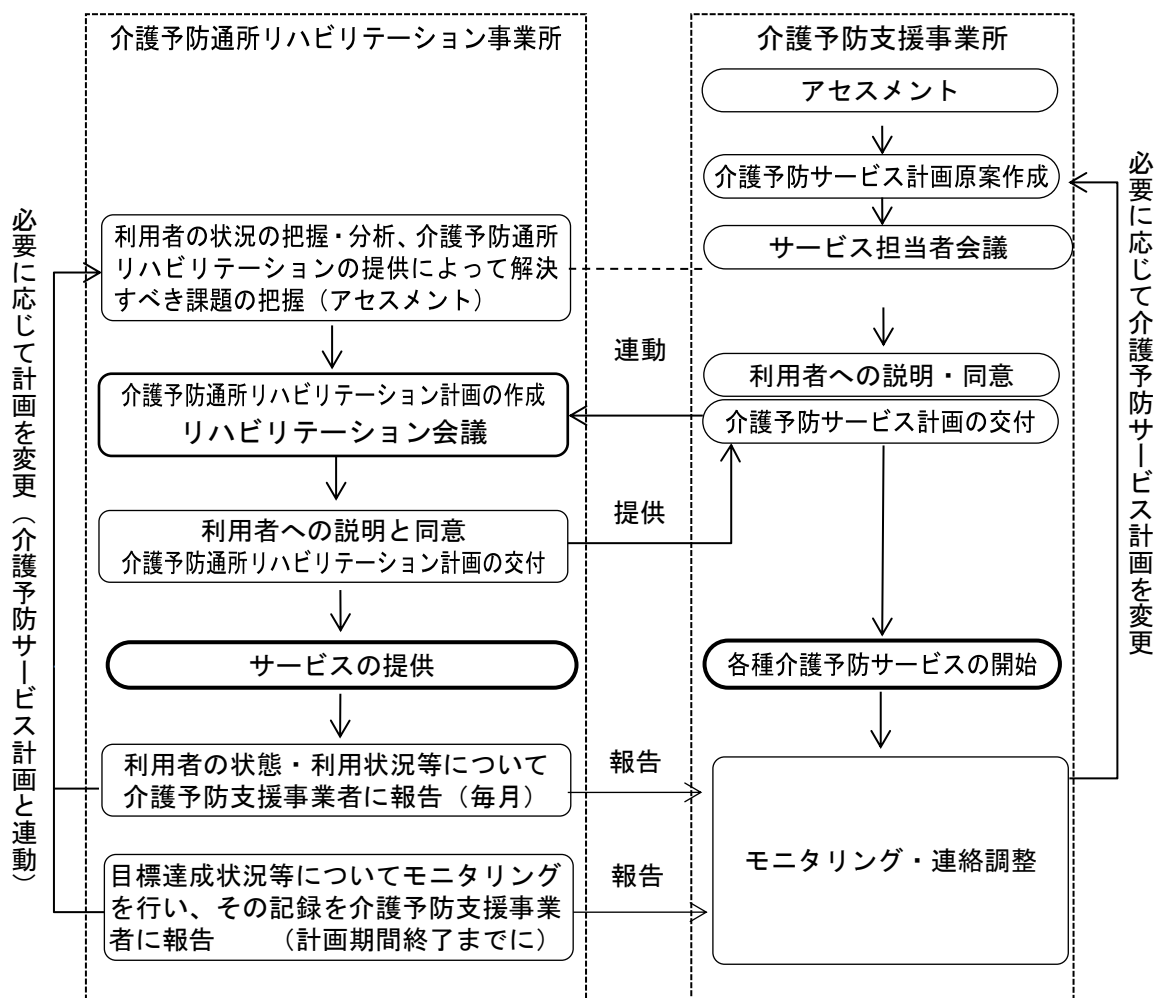 介護予防通所リハビリテーション事業所
利用者の状況の把握・分析、介護予防通所
リハビリテーションの提供によって解決
すべき課題の把握（アセスメント）
介護予防通所リハビリテーション計画の作成
リハビリテーション会議
利用者への説明と同意
介護予防通所リハビリテーション計画の交付
サービスの提供
利用者の状態・利用状況等について
介護予防支援事業者に報告（毎月）
目標達成状況等についてモニタリング
を行い、その記録を介護予防支援事業
者に報告　　（計画期間終了までに）
必要に応じて計画を変更（介護予防サービス計画と連動）
連動
提供
報告
報告
介護予防支援事業所
アセスメント
介護予防サービス計画原案作成
サービス担当者会議
利用者への説明・同意
介護予防サービス計画の交付
各種介護予防サービスの開始
モニタリング・連絡調整
必要に応じて介護予防サービス計画を変更